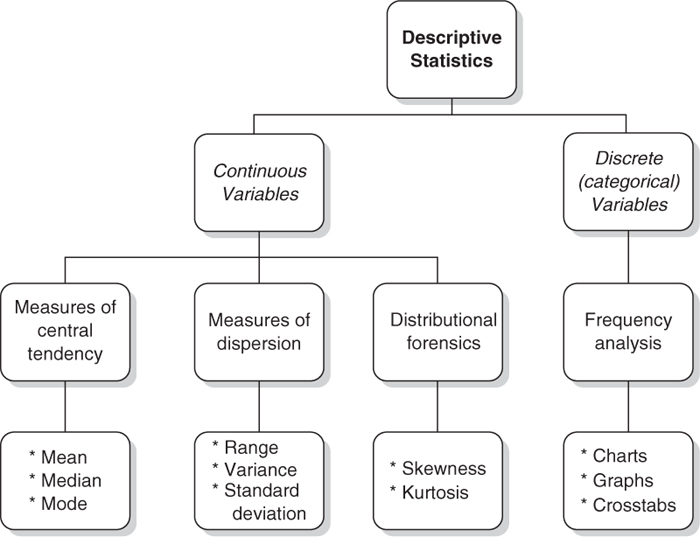 Descriptive
Statistics
Continuous
Variables
Discrete
(categorical)
Variables
Measures of
central
tendency
Measures of
dispersion
Distributional
forensics
Frequency
analysis
* Mean
* Median
* Mode
* Range
* Variance
* Standard
deviation
* Skewness
* Kurtosis
* Charts
* Graphs
* Crosstabs